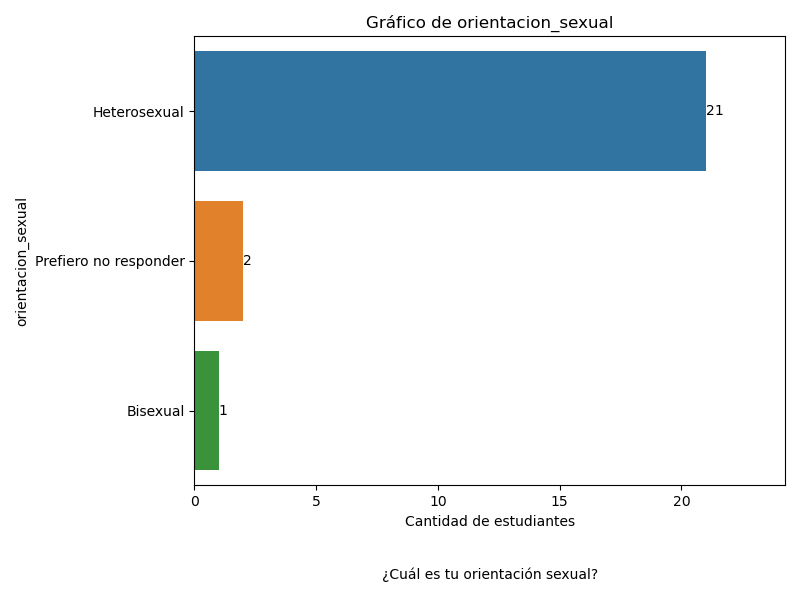 Gráfico de orientacion_sexual
orientacion_sexual
Heterosexual
21
Prefiero no responder
2
Bisexual
1
0 5 10 15 20
Cantidad de estudiantes
¿Cuál es tu orientación sexual?